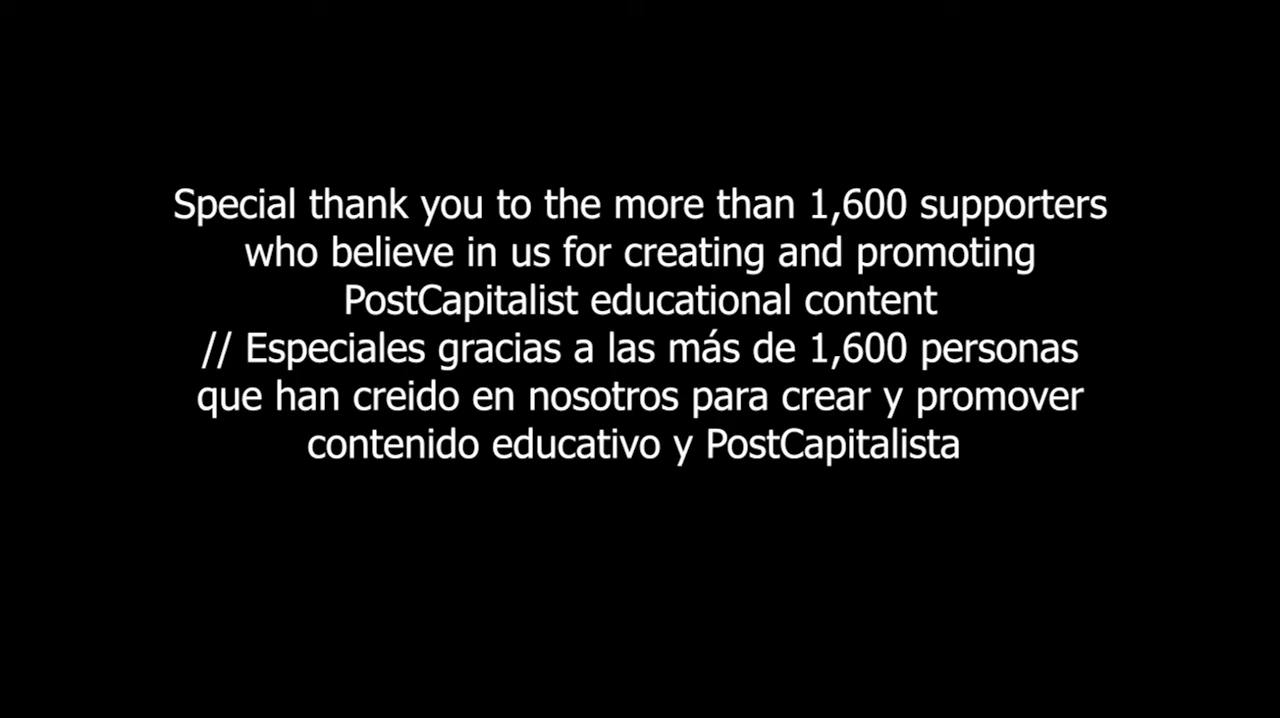 Special thank you to the more than 1,600 supporters
who believe in us for creating and promoting
PostCapitalist educational content
// Especiales gracias a las más de 1,600 personas
que han creido en nosotros para crear y promover
contenido educativo y PostCapitalista